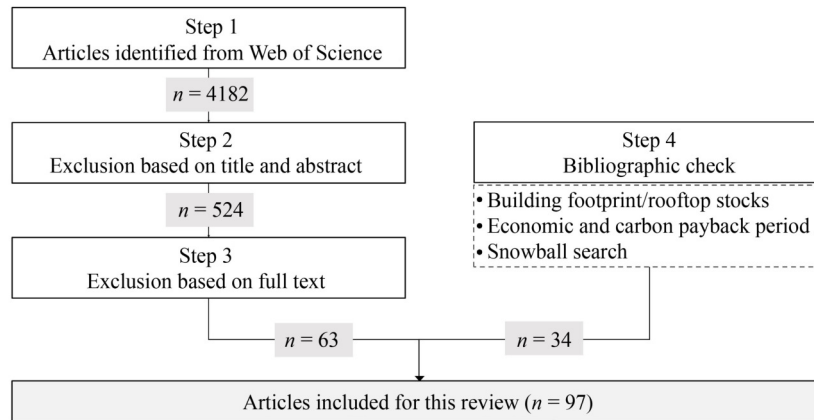 Step 1
Articles identified from Web of Science
n = 4182
Step 2
Exclusion based on title and abstract
n = 524
Step 3
Exclusion based on full text
Step 4
Bibliographic check
• Building footprint/rooftop stocks
• Economic and carbon payback period
• Snowball search
n = 63
n = 34
Articles included for this review (n = 97)